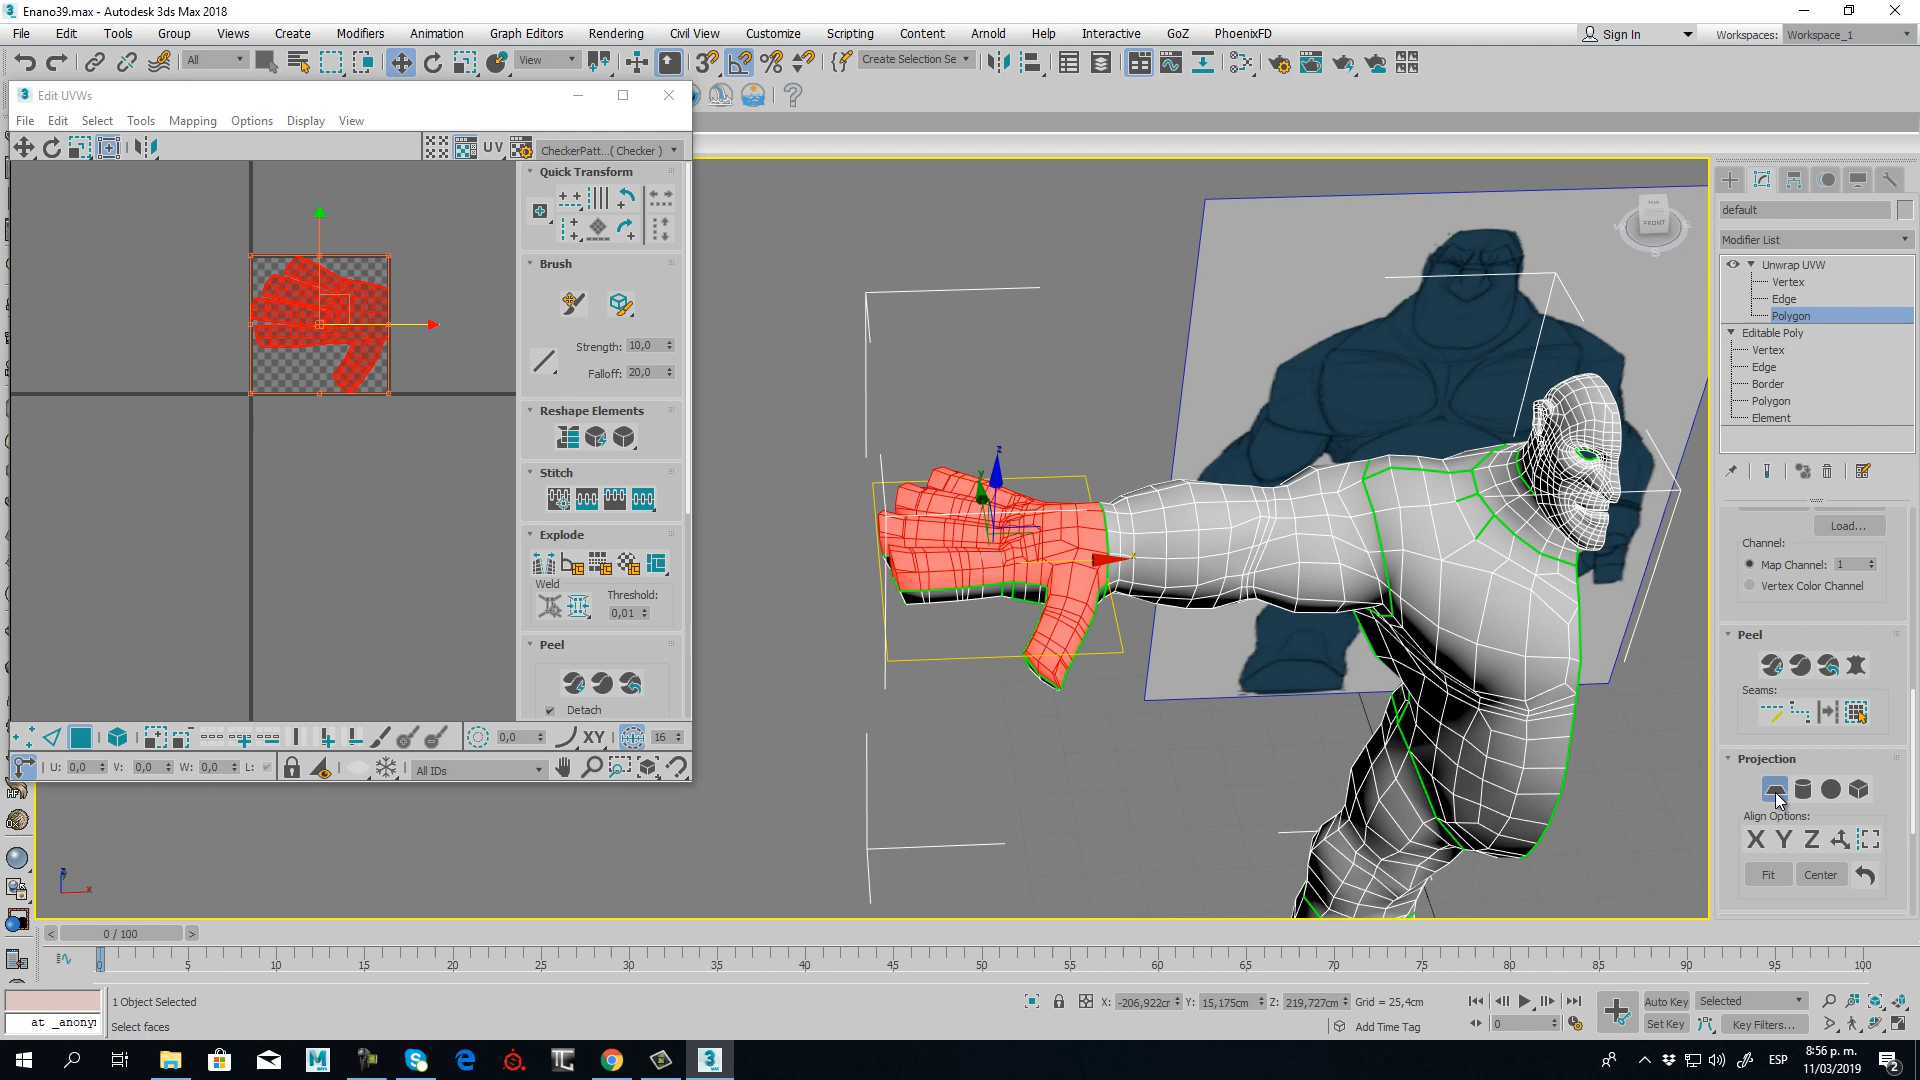 Enano39.max - Autodesk 3ds Max 2018
File Edit Tools Group Views Create Modifiers Animation Graph Editors Rendering Civil View Customize Scripting Content Arnold Help Interactive GoZ PhoenixFD
Sign In
Workspaces: Workspace_1
All
View
Create Selection Se
Edit UVWs
File Edit Select Tools Mapping Options Display View
UV
CheckerPatt...( Checker )
Quick Transform
Brush
Strength: 10,0
Falloff: 20,0
Reshape Elements
Stitch
Explode
Weld
Threshold:
0,01
Peel
Detach
0,0
XY
16
U: 0,0 V: 0,0 W: 0,0 L:
All IDs
z
y
x
TOP
FRONT
W
S
default
Modifier List
Unwrap UVW
Vertex
Edge
Polygon
Editable Poly
Vertex
Edge
Border
Polygon
Element
Load...
Channel:
Map Channel: 1
Vertex Color Channel
Peel
Seams:
Projection
Align Options:
X Y Z
Fit
Center
z
x
< 0 / 100 >
0 5 10 15 20 25 30 35 40 45 50 55 60 65 70 75 80 85 90 95 100
1 Object Selected
at _anonyı
Select faces
X: -206,922cr Y: 15,175cm Z: 219,727cm Grid = 25,4cm
Add Time Tag
0
Auto Key
Selected
Set Key
Key Filters...
ESP
8:56 p. m.
11/03/2019
2